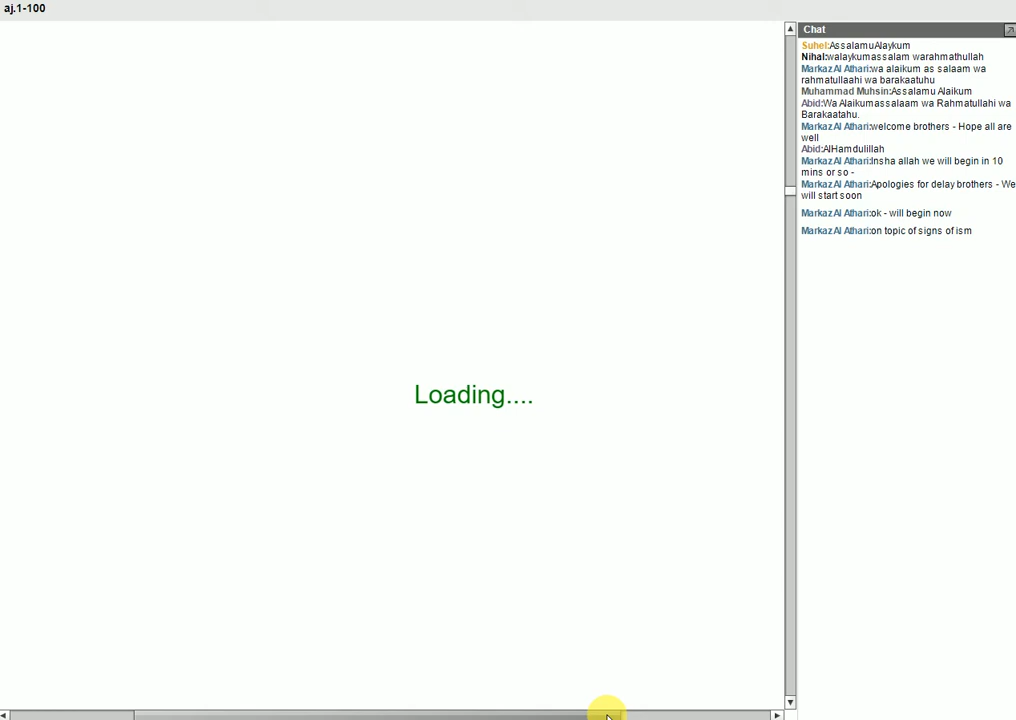 aj.1-100
Loading....
Chat
Suhel:AssalamuAlaykum
Nihal:walaykumassalam warahmathullah
Markaz Al Athari:wa alaikum as salaam wa
rahmatullaahi wa barakaatuhu
Muhammad Muhsin:Assalamu Alaikum
Abid:Wa Alaikumassalaam wa Rahmatullahi wa
Barakaatahu.
Markaz Al Athari:welcome brothers - Hope all are
well
Abid:AlHamdulillah
Markaz Al Athari:Insha allah we will begin in 10
mins or so -
Markaz Al Athari:Apologies for delay brothers - We
will start soon
Markaz Al Athari:ok - will begin now
Markaz Al Athari:on topic of signs of ism